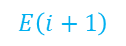 E(i + 1)